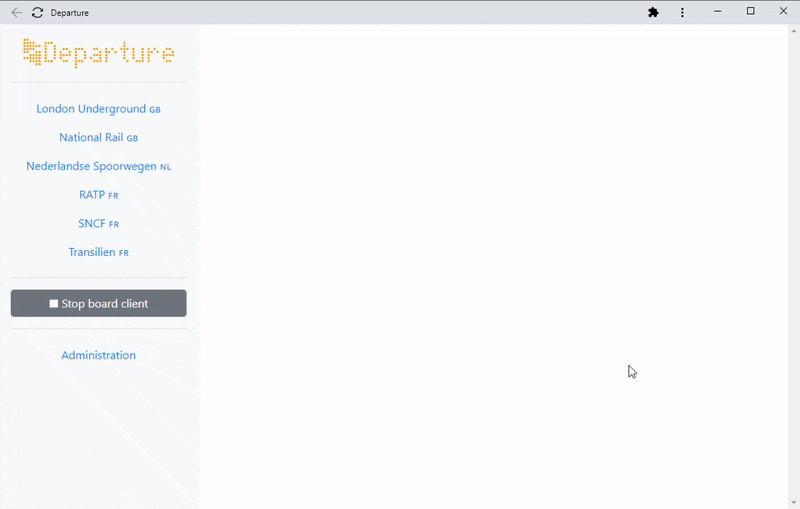 Departure
Departure
London Underground GB
National Rail GB
Nederlandse Spoorwegen NL
RATP FR
SNCF FR
Transilien FR
Stop board client
Administration